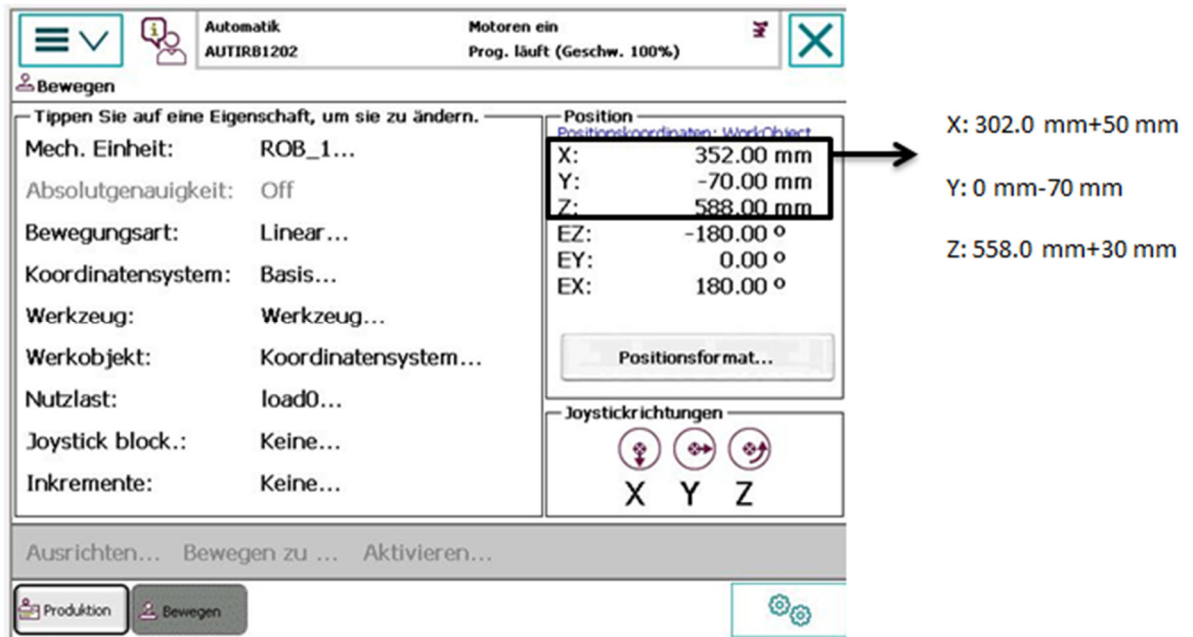 Automatik
AUTIRB1202
Motoren ein
Prog. läuft (Geschw. 100%)
Bewegen
Tippen Sie auf eine Eigenschaft, um sie zu ändern.
Mech. Einheit: ROB_1...
Absolutgenauigkeit: Off
Bewegungsart: Linear...
Koordinatensystem: Basis...
Werkzeug: Werkzeug...
Werkobjekt: Koordinatensystem...
Nutzlast: load0...
Joystick block.: Keine...
Inkremente: Keine...
Position
Positionskoordinaten: WorkObject
X: 352.00 mm
Y: -70.00 mm
Z: 588.00 mm
EZ: -180.00 º
EY: 0.00 º
EX: 180.00 º
Positionsformat...
Joystickrichtungen
X Y Z
X: 302.0 mm+50 mm
Y: 0 mm-70 mm
Z: 558.0 mm+30 mm
Ausrichten... Bewegen zu ... Aktivieren...
Produktion Bewegen